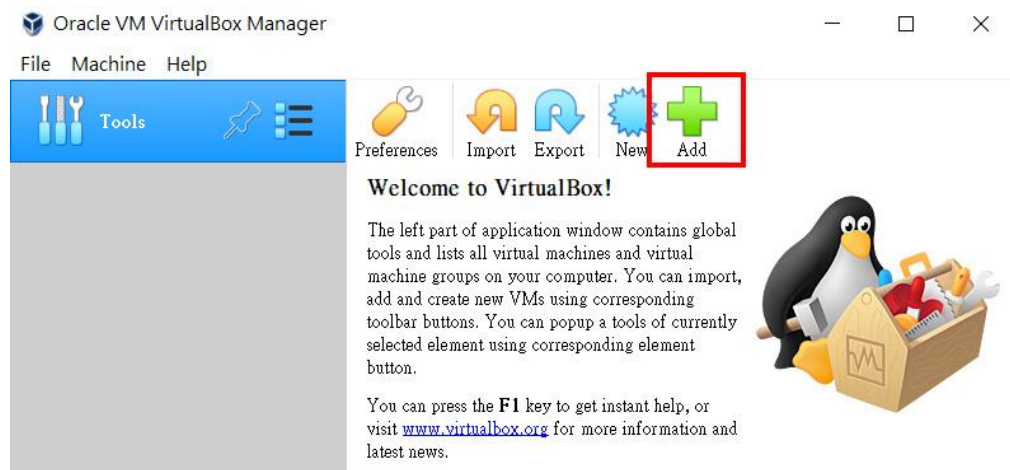 Oracle VM VirtualBox Manager
File Machine Help
Tools
Preferences Import Export New Add
Welcome to VirtualBox!
The left part of application window contains global
tools and lists all virtual machines and virtual
machine groups on your computer. You can import,
add and create new VMs using corresponding
toolbar buttons. You can popup a tools of currently
selected element using corresponding element
button.
You can press the F1 key to get instant help, or
visit www.virtualbox.org for more information and
latest news.